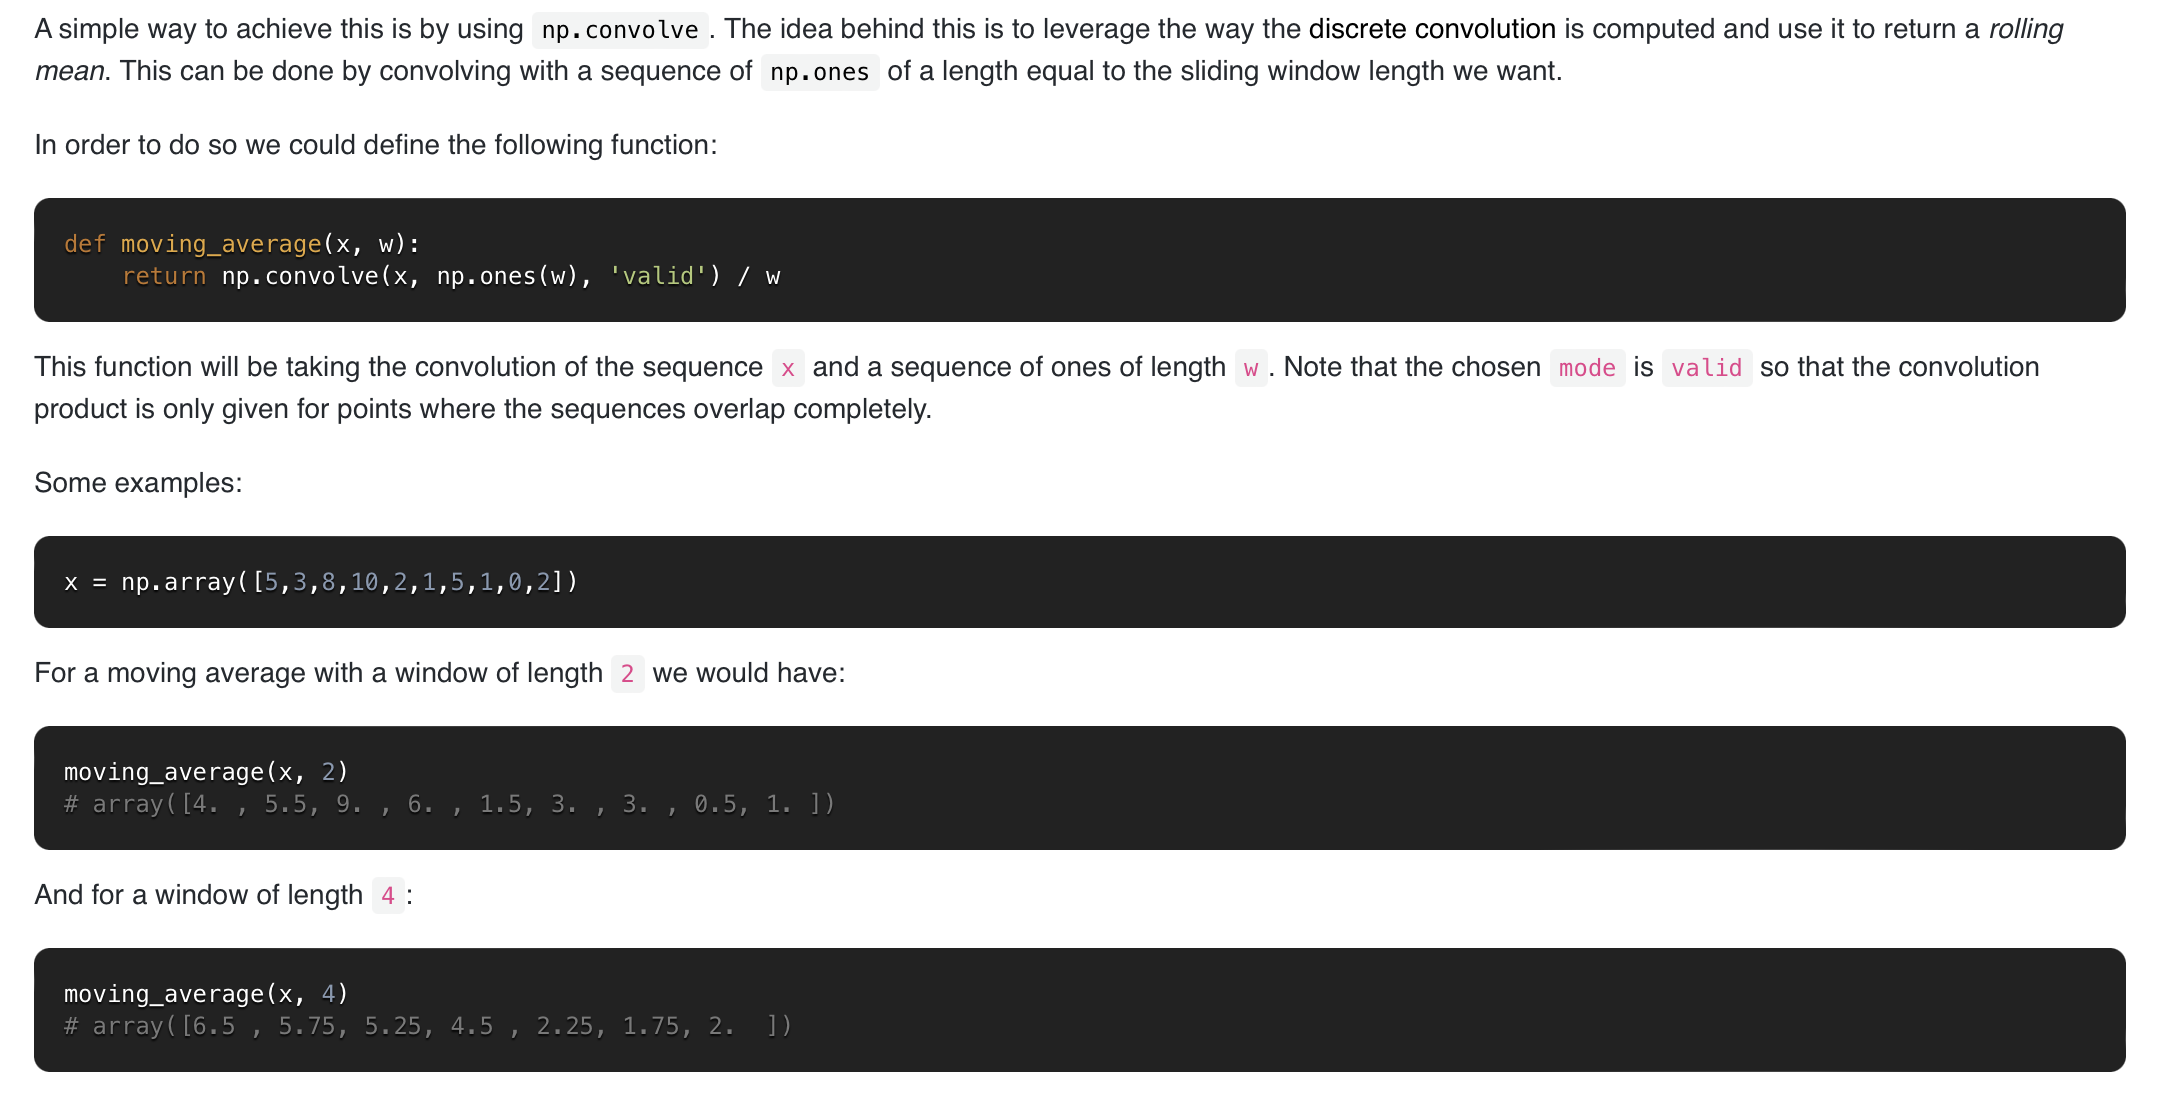 A simple way to achieve this is by using np.convolve. The idea behind this is to leverage the way the discrete convolution is computed and use it to return a rolling
mean. This can be done by convolving with a sequence of np.ones of a length equal to the sliding window length we want.
In order to do so we could define the following function:
def moving_average(x, w):
    return np.convolve(x, np.ones(w), 'valid') / w
This function will be taking the convolution of the sequence x and a sequence of ones of length w. Note that the chosen mode is valid so that the convolution
product is only given for points where the sequences overlap completely.
Some examples:
x = np.array([5,3,8,10,2,1,5,1,0,2])
For a moving average with a window of length 2 we would have:
moving_average(x, 2)
# array([4. , 5.5, 9. , 6. , 1.5, 3. , 3. , 0.5, 1. ])
And for a window of length 4:
moving_average(x, 4)
# array([6.5 , 5.75, 5.25, 4.5 , 2.25, 1.75, 2.  ])